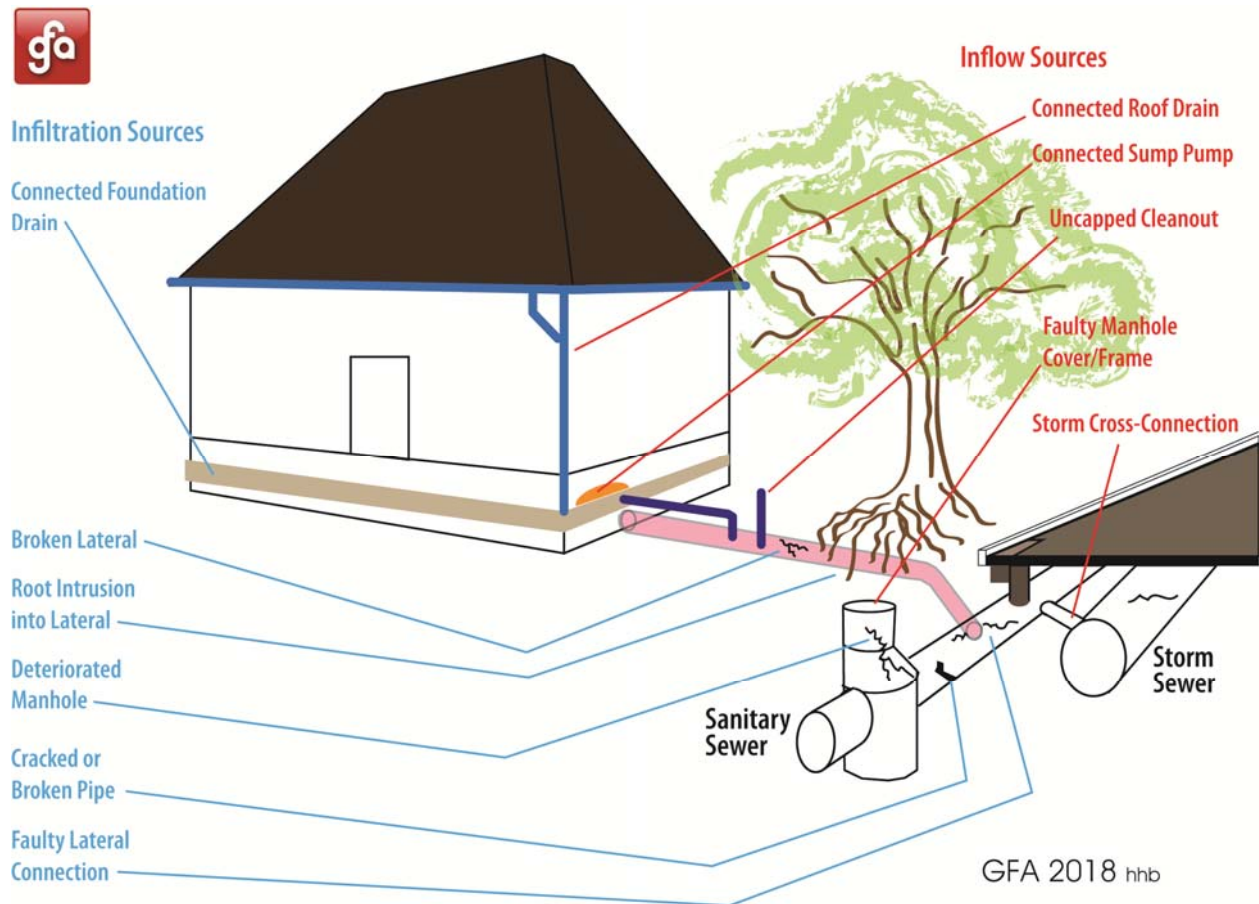 gfa
Infiltration Sources
Connected Foundation
Drain
Broken Lateral
Root Intrusion
into Lateral
Deteriorated
Manhole
Cracked or
Broken Pipe
Faulty Lateral
Connection
Inflow Sources
Connected Roof Drain
Connected Sump Pump
Uncapped Cleanout
Faulty Manhole
Cover/Frame
Storm Cross-Connection
Sanitary
Sewer
Storm
Sewer
GFA 2018 hhb